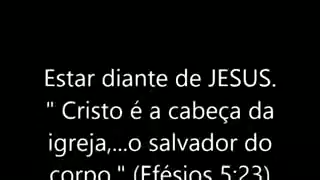 Estar diante de JESUS.
" Cristo é a cabeça da
igreja,...o salvador do
corpo." (Efésios 5:23)